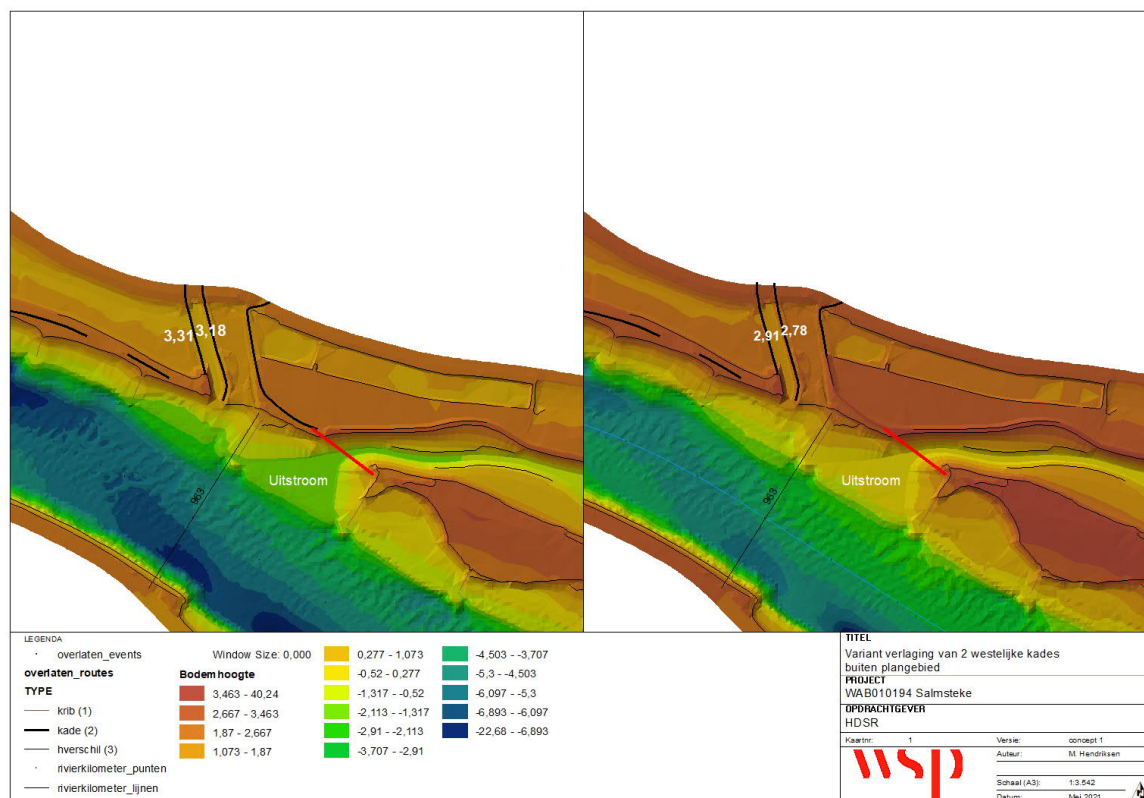 3,31
3,18
2,91
2,78
963
Uitstroom
963
Uitstroom
LEGENDA
overlaten_events
overlaten_routes
TYPE
krib (1)
kade (2)
hverschil (3)
rivierkilometer_punten
rivierkilometer_lijnen
Window Size: 0,000
Bodemhoogte
3,463 - 40,24
2,667 - 3,463
1,87 - 2,667
1,073 - 1,87
0,277 - 1,073
-0,52 - 0,277
-1,317 - -0,52
-2,113 - -1,317
-2,91 - -2,113
-3,707 - -2,91
-4,503 - -3,707
-5,3 - -4,503
-6,097 - -5,3
-6,893 - -6,097
-22,68 - -6,893
TITEL
Variant verlaging van 2 westelijke kades
buiten plangebied
PROJECT
WAB010194 Salmsteke
OPDRACHTGEVER
HDSR
Kaartnr: 1
Versie: concept 1
Auteur: M. Hendriksen
Schaal (A3): 1:3.542
Datum: Mei 2021
wsp